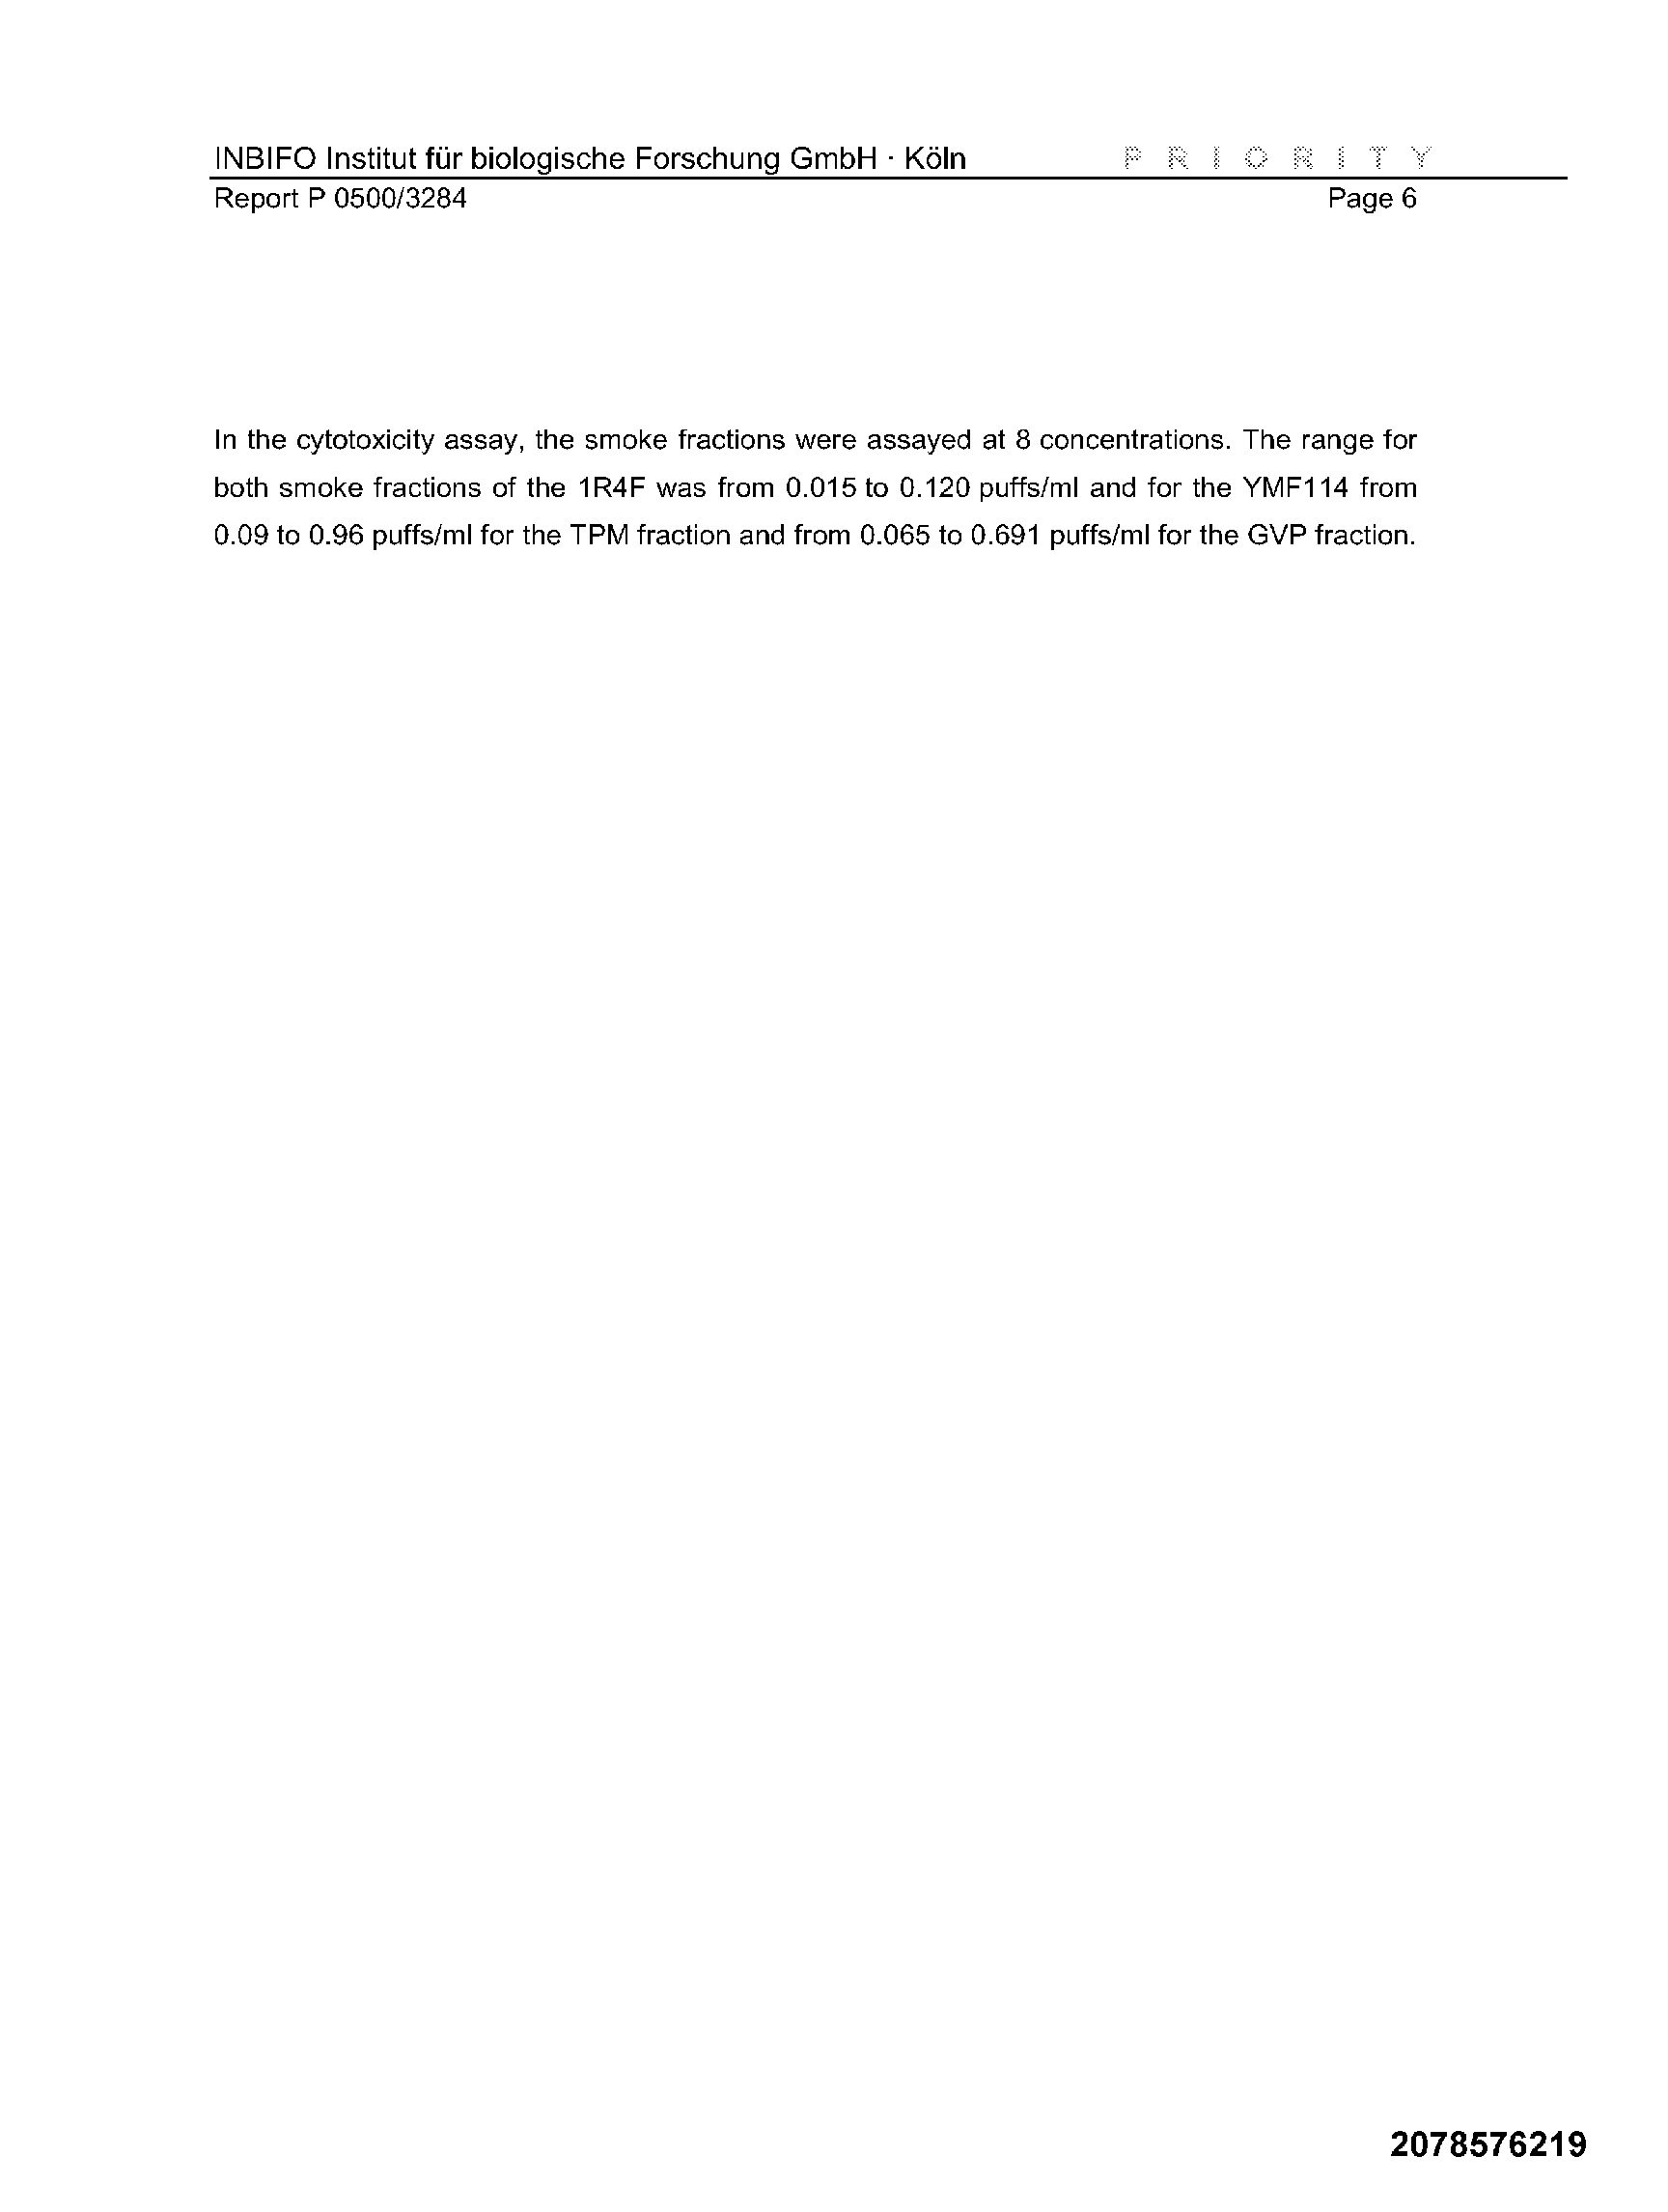 INBIFO Institut für biologische Forschung GmbH · Köln P R I O R I T Y
Report P 0500/3284 Page 6
In the cytotoxicity assay, the smoke fractions were assayed at 8 concentrations. The range for
both smoke fractions of the 1R4F was from 0.015 to 0.120 puffs/ml and for the YMF114 from
0.09 to 0.96 puffs/ml for the TPM fraction and from 0.065 to 0.691 puffs/ml for the GVP fraction.
2078576219